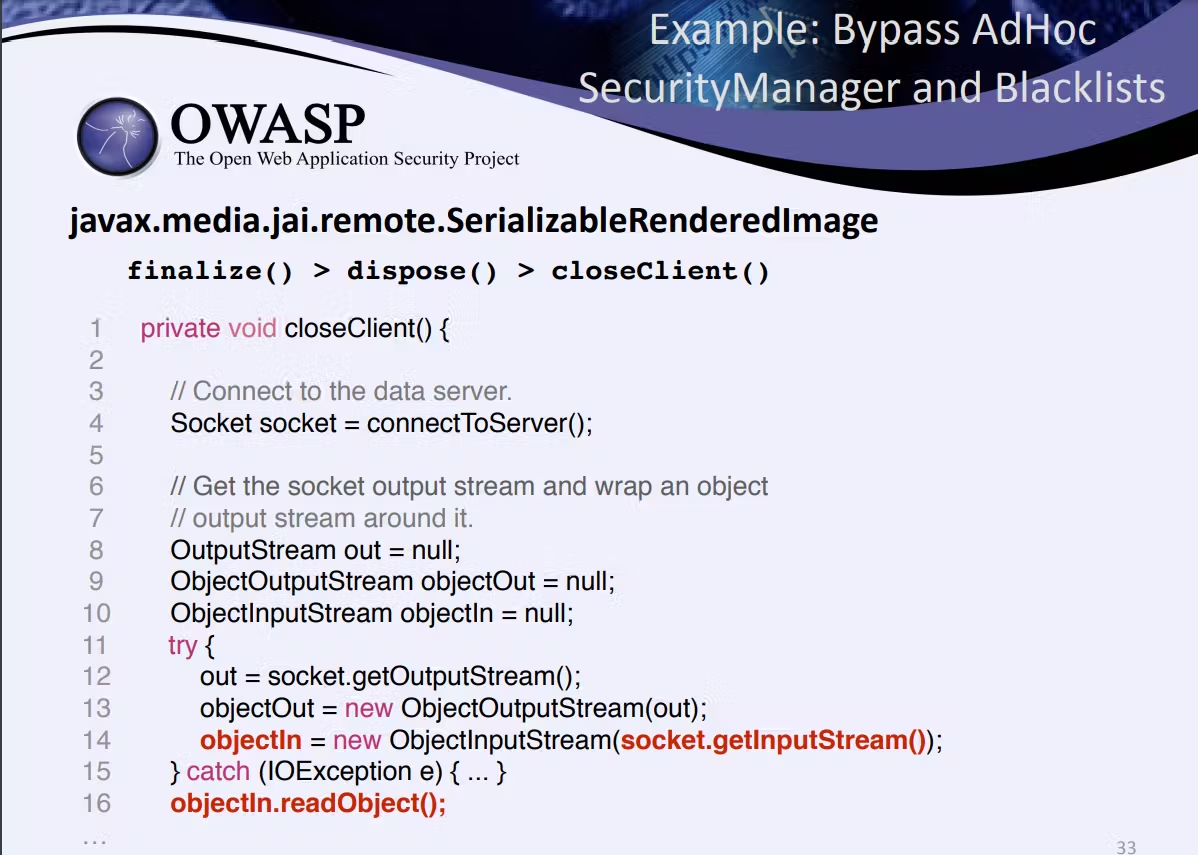 Example: Bypass AdHoc
SecurityManager and Blacklists
OWASP
The Open Web Application Security Project
javax.media.jai.remote.SerializableRenderedImage
finalize() > dispose() > closeClient()
1 private void closeClient() {
2
3 // Connect to the data server.
4 Socket socket = connectToServer();
5
6 // Get the socket output stream and wrap an object
7 // output stream around it.
8 OutputStream out = null;
9 ObjectOutputStream objectOut = null;
10 ObjectInputStream objectIn = null;
11 try {
12 out = socket.getOutputStream();
13 objectOut = new ObjectOutputStream(out);
14 objectIn = new ObjectInputStream(socket.getInputStream());
15 } catch (IOException e) { ... }
16 objectIn.readObject();
...
33